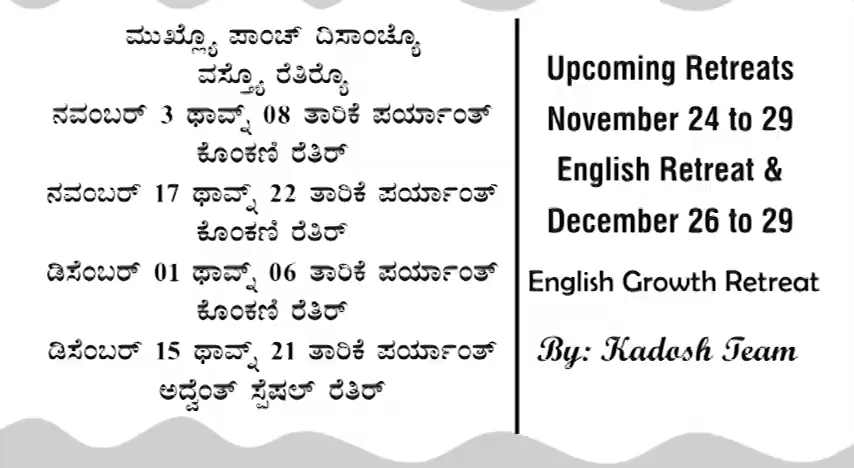 ಮುಖ್ಲ್ಯೊ ಪಾಂಚ್ ದಿಸಾಂಚ್ಯೊ
ವಸ್ತ್ಯೊ ರೆತಿರ‍್ಯೊ
ನವಂಬರ್ 3 ಥಾವ್ನ್ 08 ತಾರಿಕೆ ಪರ್ಯಾಂತ್
ಕೊಂಕಣಿ ರೆತಿರ್
ನವಂಬರ್ 17 ಥಾವ್ನ್ 22 ತಾರಿಕೆ ಪರ್ಯಾಂತ್
ಕೊಂಕಣಿ ರೆತಿರ್
ಡಿಸೆಂಬರ್ 01 ಥಾವ್ನ್ 06 ತಾರಿಕೆ ಪರ್ಯಾಂತ್
ಕೊಂಕಣಿ ರೆತಿರ್
ಡಿಸೆಂಬರ್ 15 ಥಾವ್ನ್ 21 ತಾರಿಕೆ ಪರ್ಯಾಂತ್
ಅದ್ವೆಂತ್ ಸ್ಪೆಷಲ್ ರೆತಿರ್
Upcoming Retreats
November 24 to 29
English Retreat &
December 26 to 29
English Growth Retreat
By: Kadosh Team